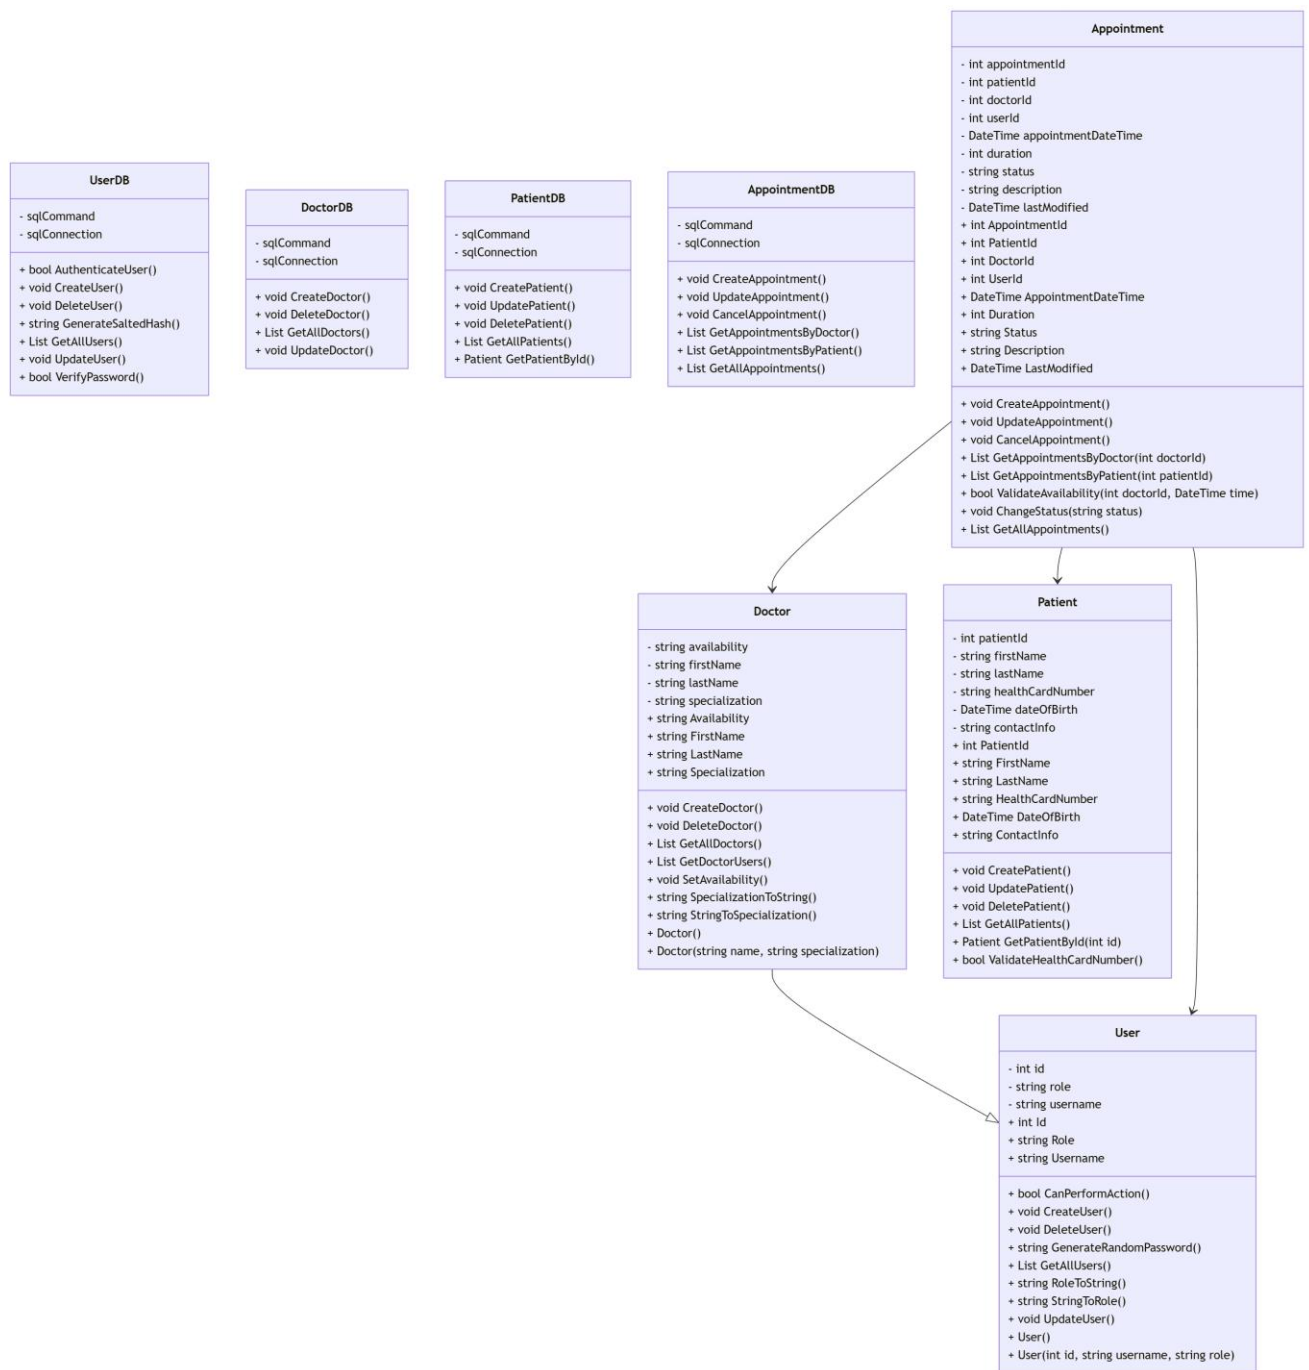 Appointment
- int appointmentId
- int patientId
- int doctorId
- int userId
- DateTime appointmentDateTime
- int duration
- string status
- string description
- DateTime lastModified
+ int AppointmentId
+ int PatientId
+ int DoctorId
+ int UserId
+ DateTime AppointmentDateTime
+ int Duration
+ string Status
+ string Description
+ DateTime LastModified
+ void CreateAppointment()
+ void UpdateAppointment()
+ void CancelAppointment()
+ List GetAppointmentsByDoctor(int doctorId)
+ List GetAppointmentsByPatient(int patientId)
+ bool ValidateAvailability(int doctorId, DateTime time)
+ void ChangeStatus(string status)
+ List GetAllAppointments()
UserDB
- sqlCommand
- sqlConnection
+ bool AuthenticateUser()
+ void CreateUser()
+ void DeleteUser()
+ string GenerateSaltedHash()
+ List GetAllUsers()
+ void UpdateUser()
+ bool VerifyPassword()
DoctorDB
- sqlCommand
- sqlConnection
+ void CreateDoctor()
+ void DeleteDoctor()
+ List GetAllDoctors()
+ void UpdateDoctor()
PatientDB
- sqlCommand
- sqlConnection
+ void CreatePatient()
+ void UpdatePatient()
+ void DeletePatient()
+ List GetAllPatients()
+ Patient GetPatientById()
AppointmentDB
- sqlCommand
- sqlConnection
+ void CreateAppointment()
+ void UpdateAppointment()
+ void CancelAppointment()
+ List GetAppointmentsByDoctor()
+ List GetAppointmentsByPatient()
+ List GetAllAppointments()
Doctor
- string availability
- string firstName
- string lastName
- string specialization
+ string Availability
+ string FirstName
+ string LastName
+ string Specialization
+ void CreateDoctor()
+ void DeleteDoctor()
+ List GetAllDoctors()
+ List GetDoctorUsers()
+ void SetAvailability()
+ string SpecializationToString()
+ string StringToSpecialization()
+ Doctor()
+ Doctor(string name, string specialization)
Patient
- int patientId
- string firstName
- string lastName
- string healthCardNumber
- DateTime dateOfBirth
- string contactInfo
+ int PatientId
+ string FirstName
+ string LastName
+ string HealthCardNumber
+ DateTime DateOfBirth
+ string ContactInfo
+ void CreatePatient()
+ void UpdatePatient()
+ void DeletePatient()
+ List GetAllPatients()
+ Patient GetPatientById(int id)
+ bool ValidateHealthCardNumber()
User
- int id
- string role
- string username
+ int Id
+ string Role
+ string Username
+ bool CanPerformAction()
+ void CreateUser()
+ void DeleteUser()
+ string GenerateRandomPassword()
+ List GetAllUsers()
+ string RoleToString()
+ string StringToRole()
+ void UpdateUser()
+ User()
+ User(int id, string username, string role)